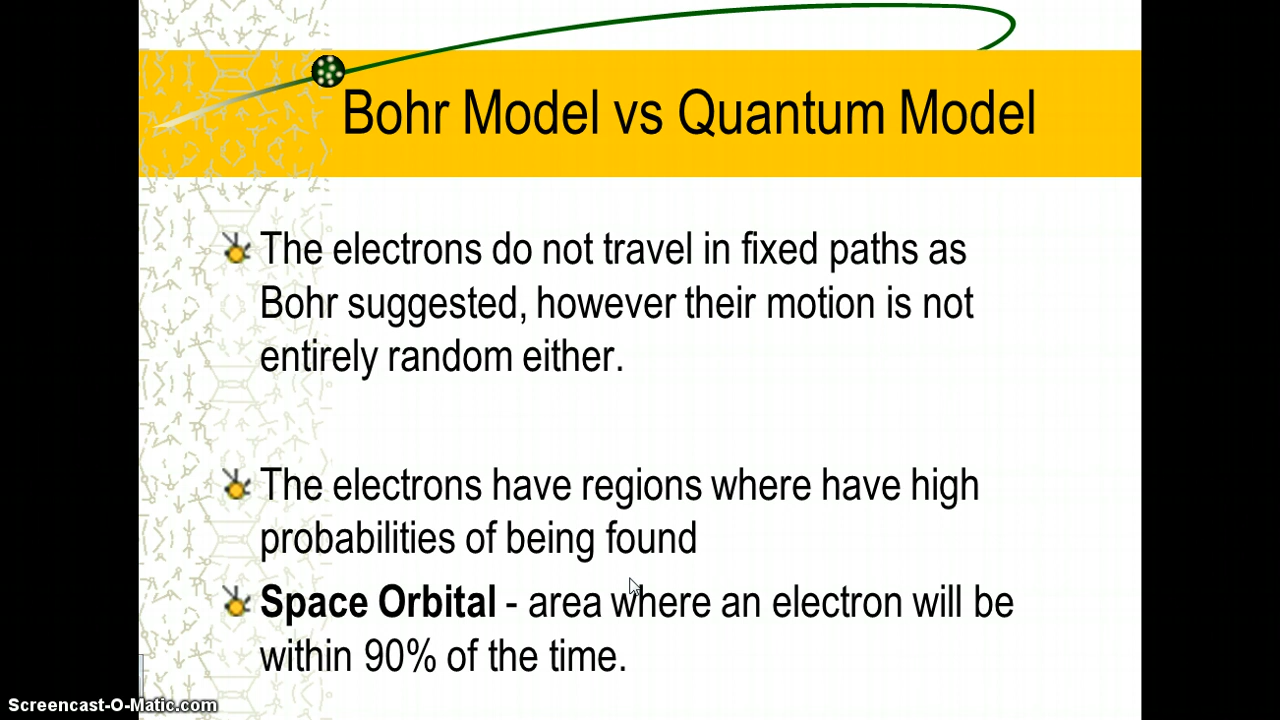 Bohr Model vs Quantum Model
The electrons do not travel in fixed paths as
Bohr suggested, however their motion is not
entirely random either.
The electrons have regions where have high
probabilities of being found
Space Orbital - area where an electron will be
within 90% of the time.
Screencast-O-Matic.com